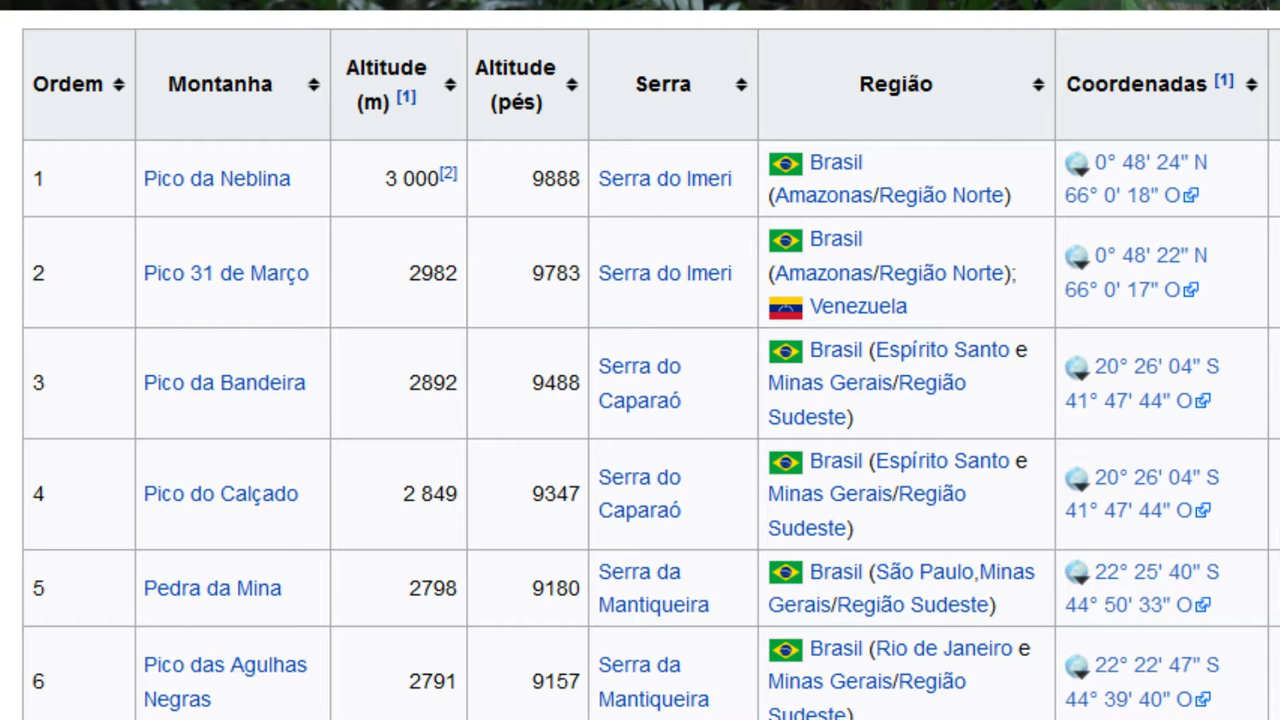 Ordem Montanha Altitude (m) [1] Altitude (pés) Serra Região Coordenadas [1]
1 Pico da Neblina 3 000[2] 9888 Serra do Imeri Brasil (Amazonas/Região Norte) 0° 48' 24" N 66° 0' 18" O
2 Pico 31 de Março 2982 9783 Serra do Imeri Brasil (Amazonas/Região Norte); Venezuela 0° 48' 22" N 66° 0' 17" O
3 Pico da Bandeira 2892 9488 Serra do Caparaó Brasil (Espírito Santo e Minas Gerais/Região Sudeste) 20° 26' 04" S 41° 47' 44" O
4 Pico do Calçado 2 849 9347 Serra do Caparaó Brasil (Espírito Santo e Minas Gerais/Região Sudeste) 20° 26' 04" S 41° 47' 44" O
5 Pedra da Mina 2798 9180 Serra da Mantiqueira Brasil (São Paulo,Minas Gerais/Região Sudeste) 22° 25' 40" S 44° 50' 33" O
6 Pico das Agulhas Negras 2791 9157 Serra da Mantiqueira Brasil (Rio de Janeiro e Minas Gerais/Região Sudeste) 22° 22' 47" S 44° 39' 40" O